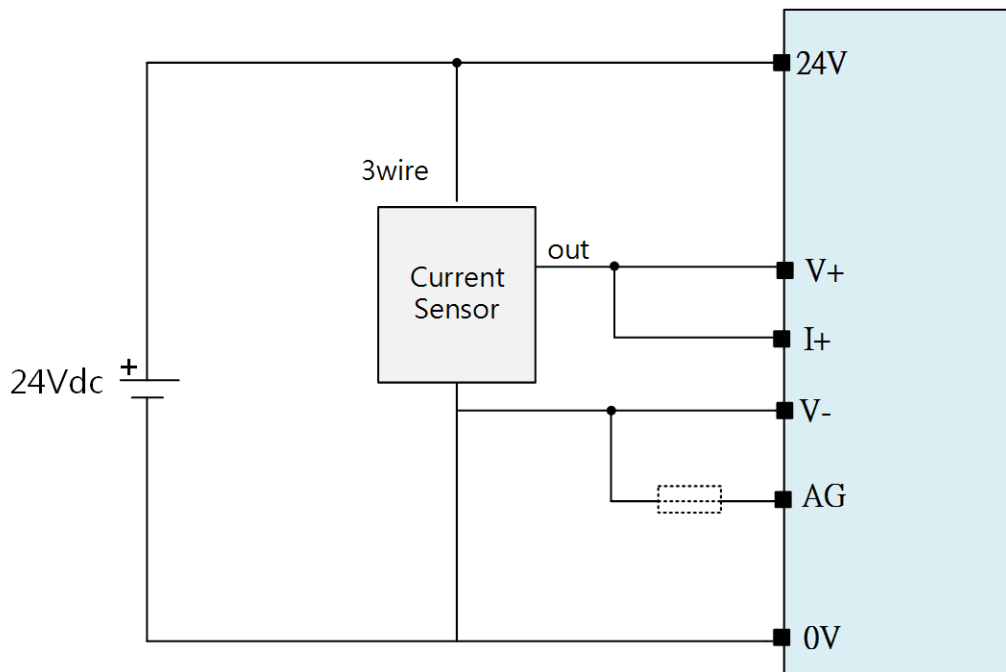 24V
3wire
out
V+
Current
Sensor
I+
+
24Vdc
V-
AG
0V